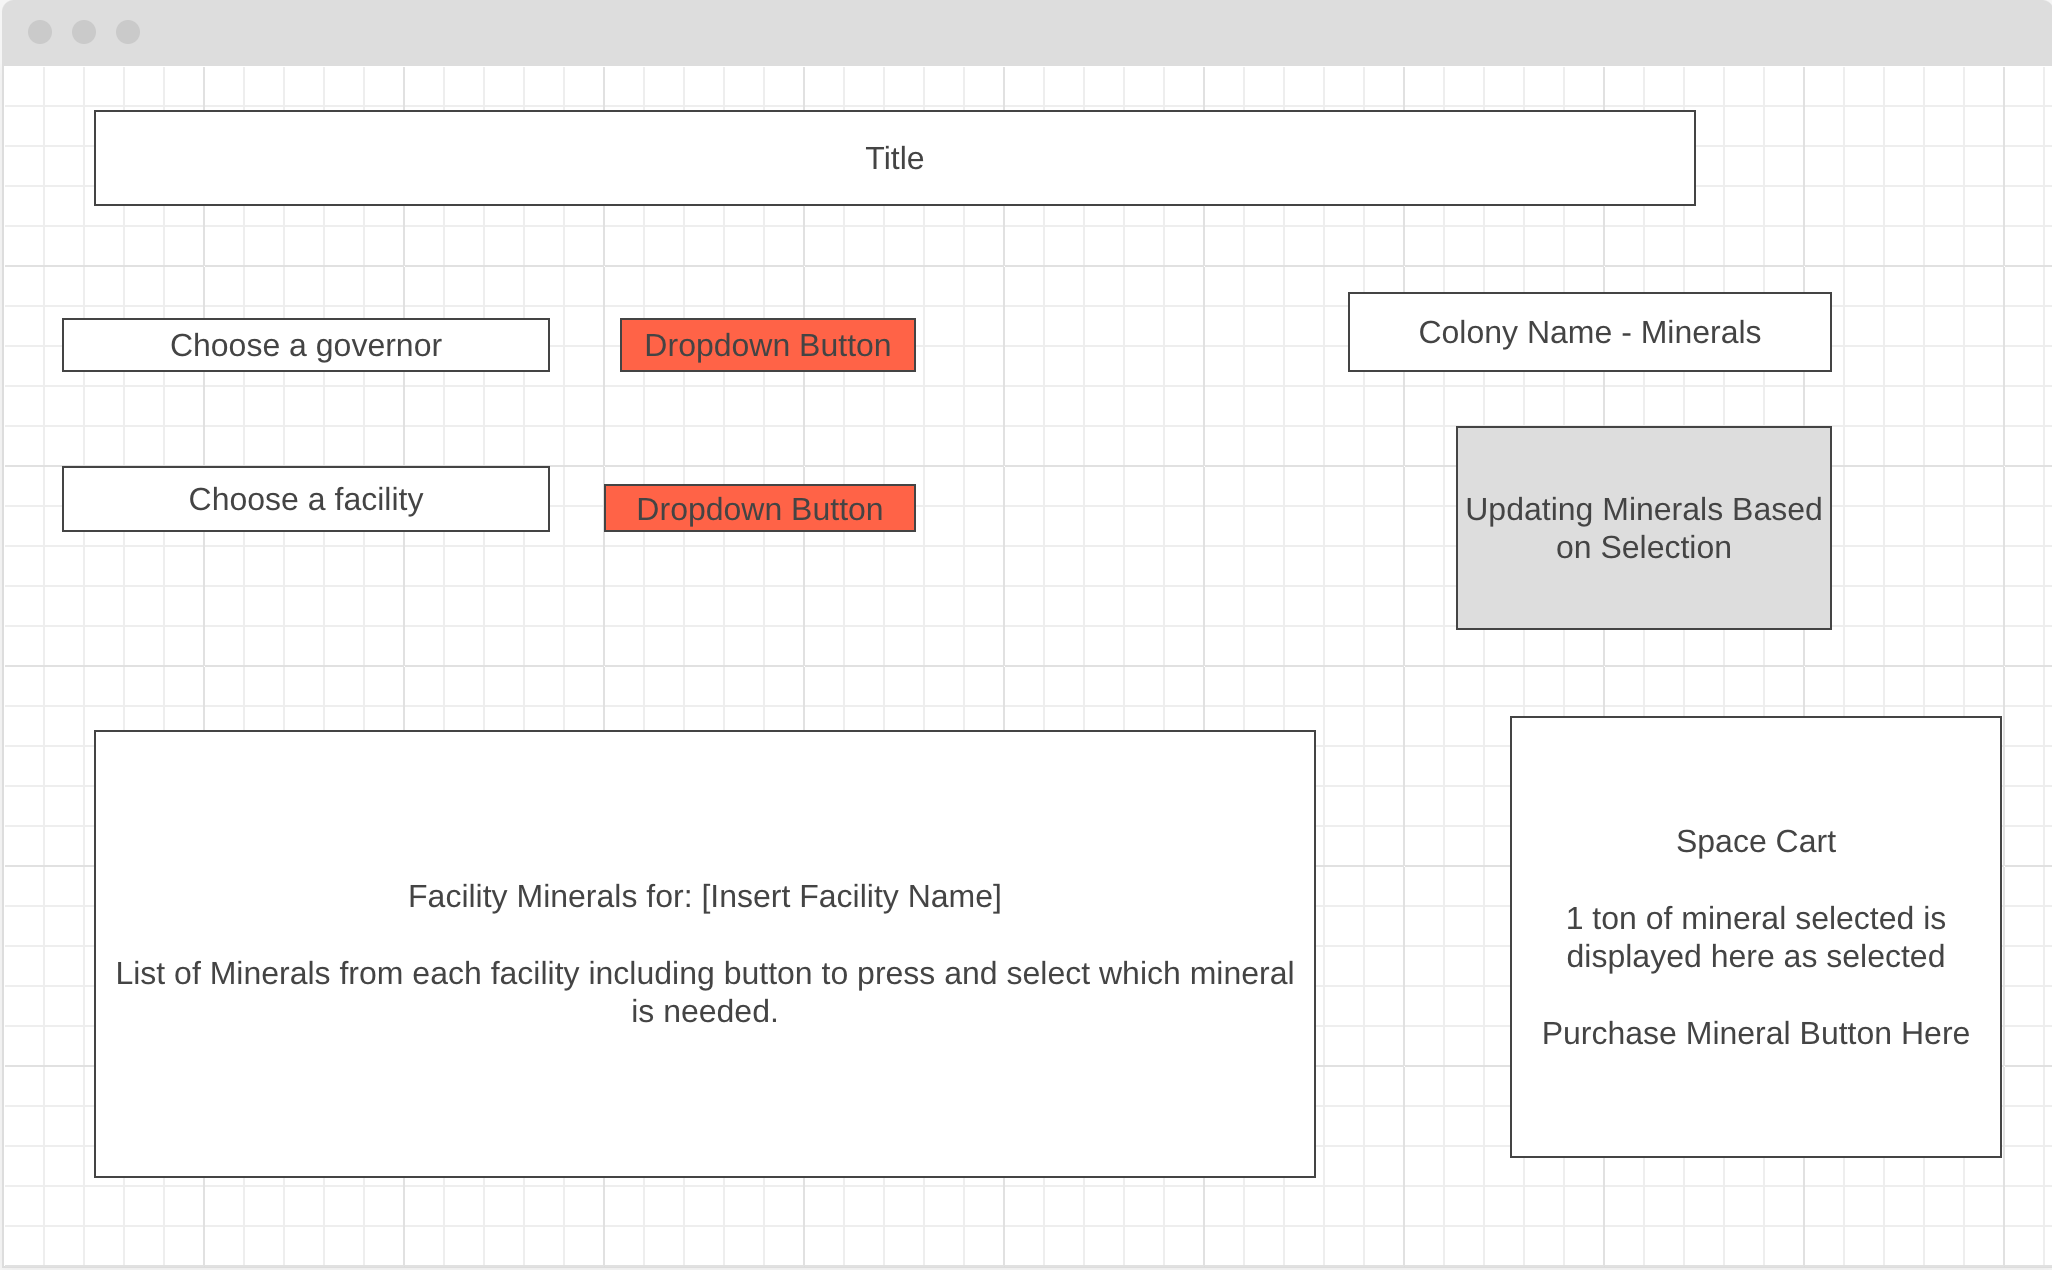 Title
Choose a governor
Dropdown Button
Colony Name - Minerals
Choose a facility
Dropdown Button
Updating Minerals Based
on Selection
Facility Minerals for: [Insert Facility Name]
List of Minerals from each facility including button to press and select which mineral
is needed.
Space Cart
1 ton of mineral selected is
displayed here as selected
Purchase Mineral Button Here